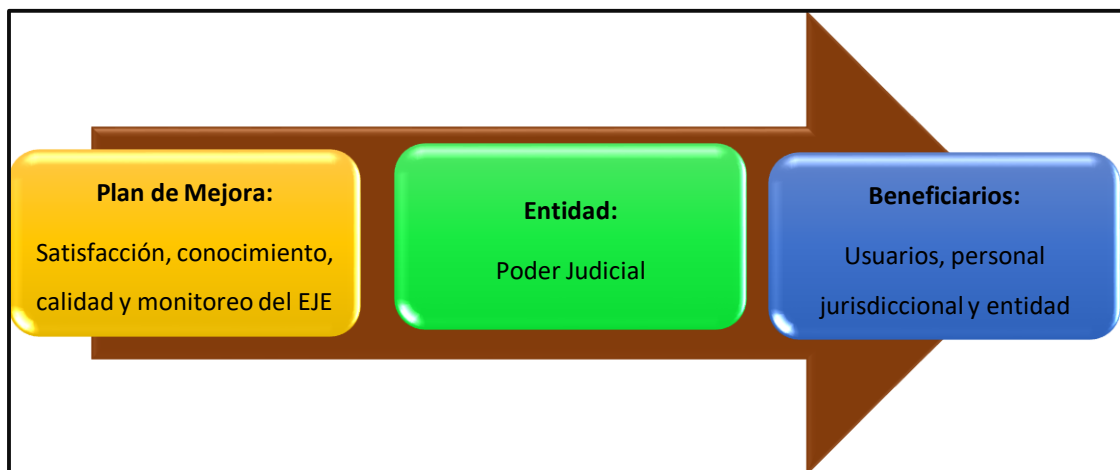 Plan de Mejora:
Satisfacción, conocimiento,
calidad y monitoreo del EJE
Entidad:
Poder Judicial
Beneficiarios:
Usuarios, personal
jurisdiccional y entidad